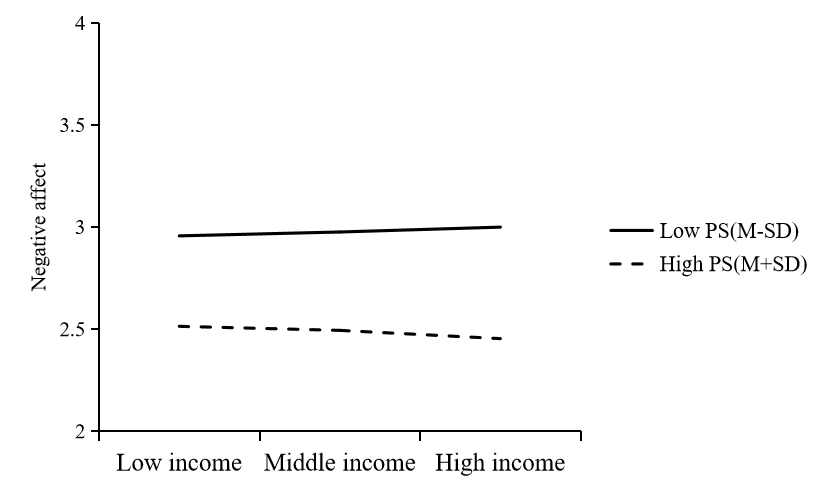 4
3.5
3
2.5
2
Negative affect
Low income
Middle income
High income
Low PS(M-SD)
High PS(M+SD)